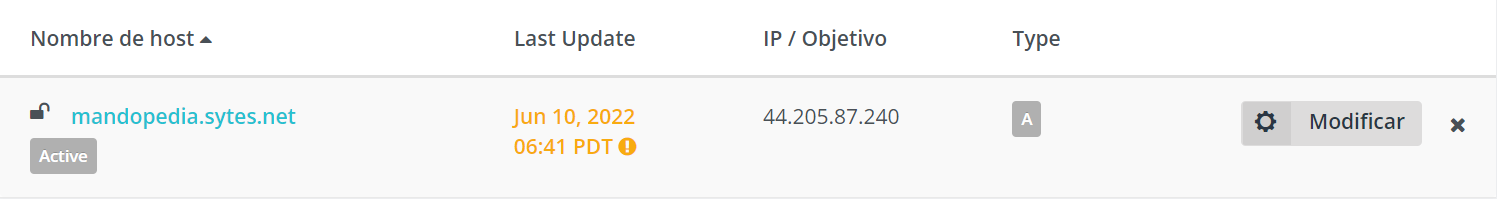 Nombre de host Last Update IP / Objetivo Type
mandopedia.sytes.net Jun 10, 2022 44.205.87.240 A Modificar
06:41 PDT
Active